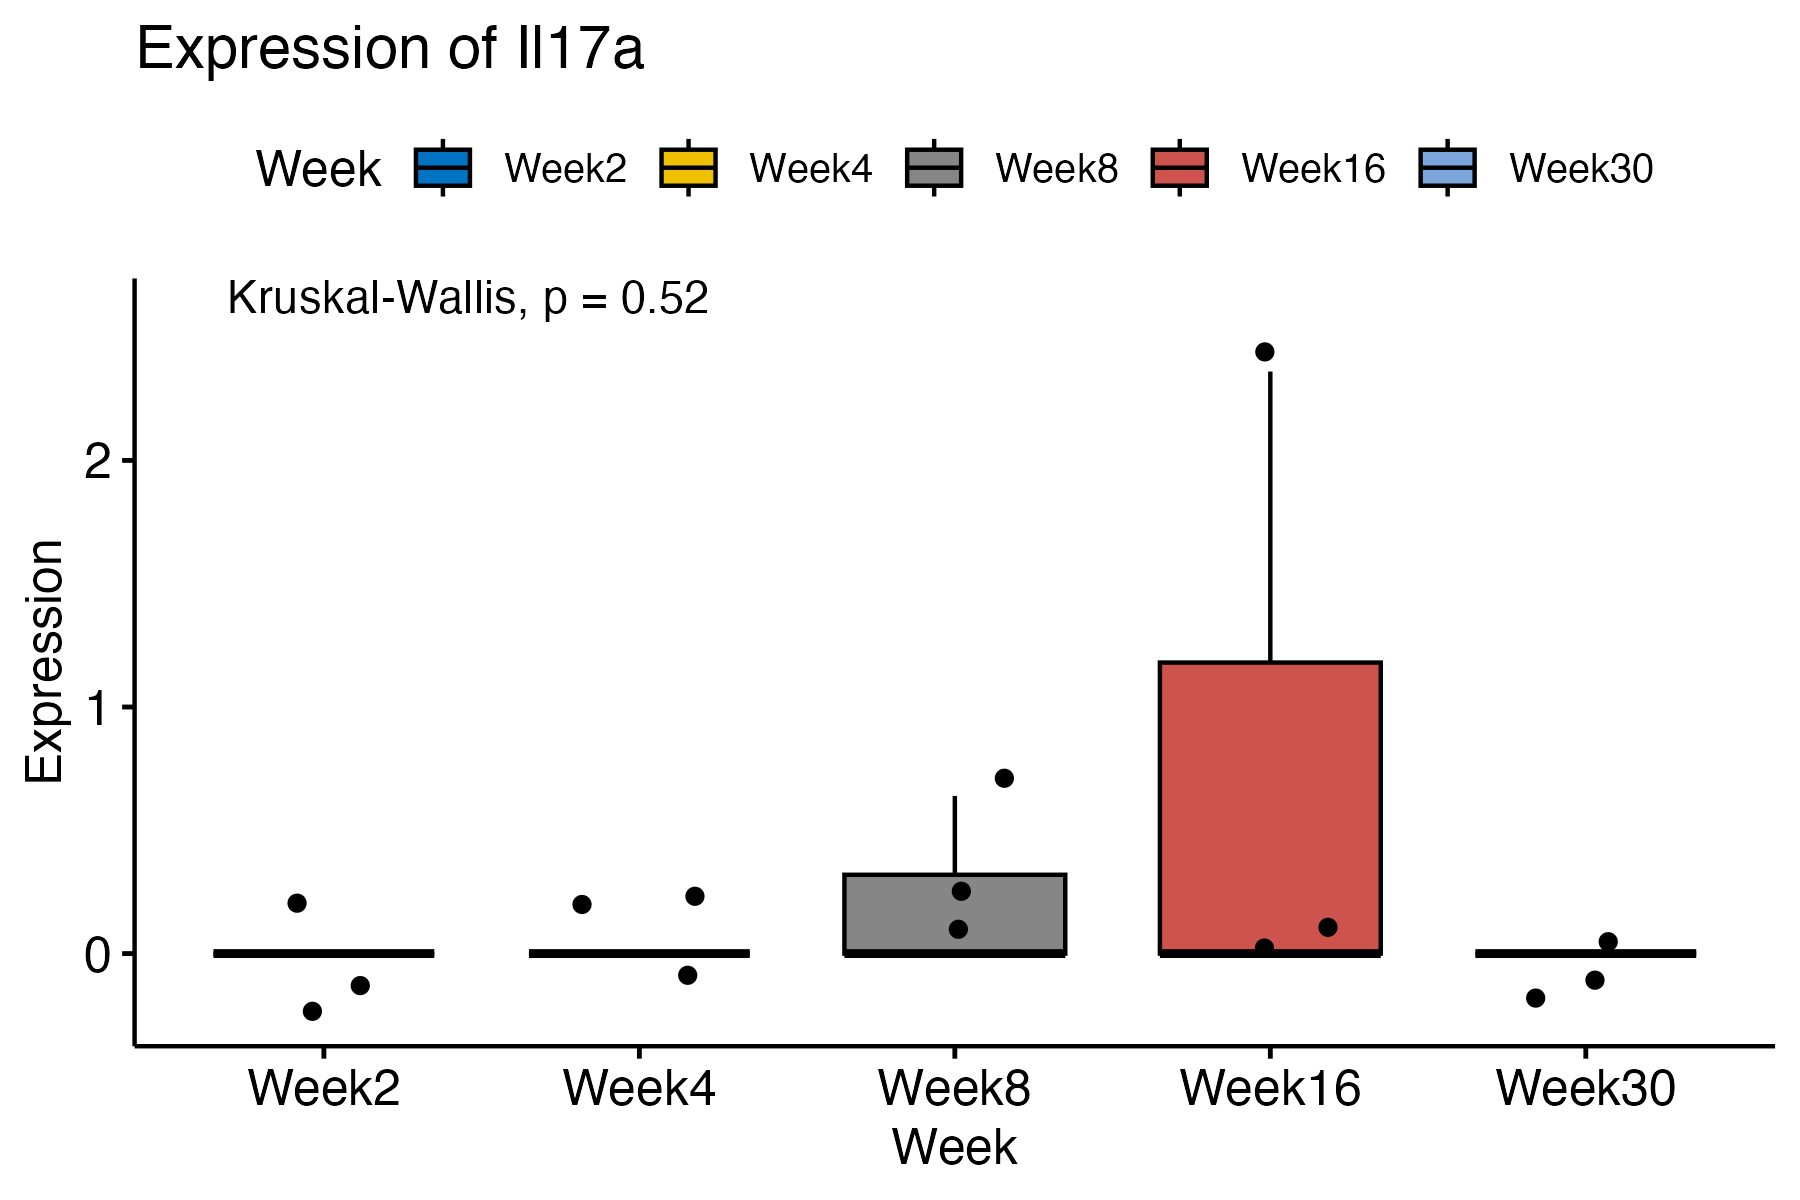 Expression of Il17a
Week Week2 Week4 Week8 Week16 Week30
Kruskal-Wallis, p = 0.52
2
1
0
Expression
Week2 Week4 Week8 Week16 Week30
Week